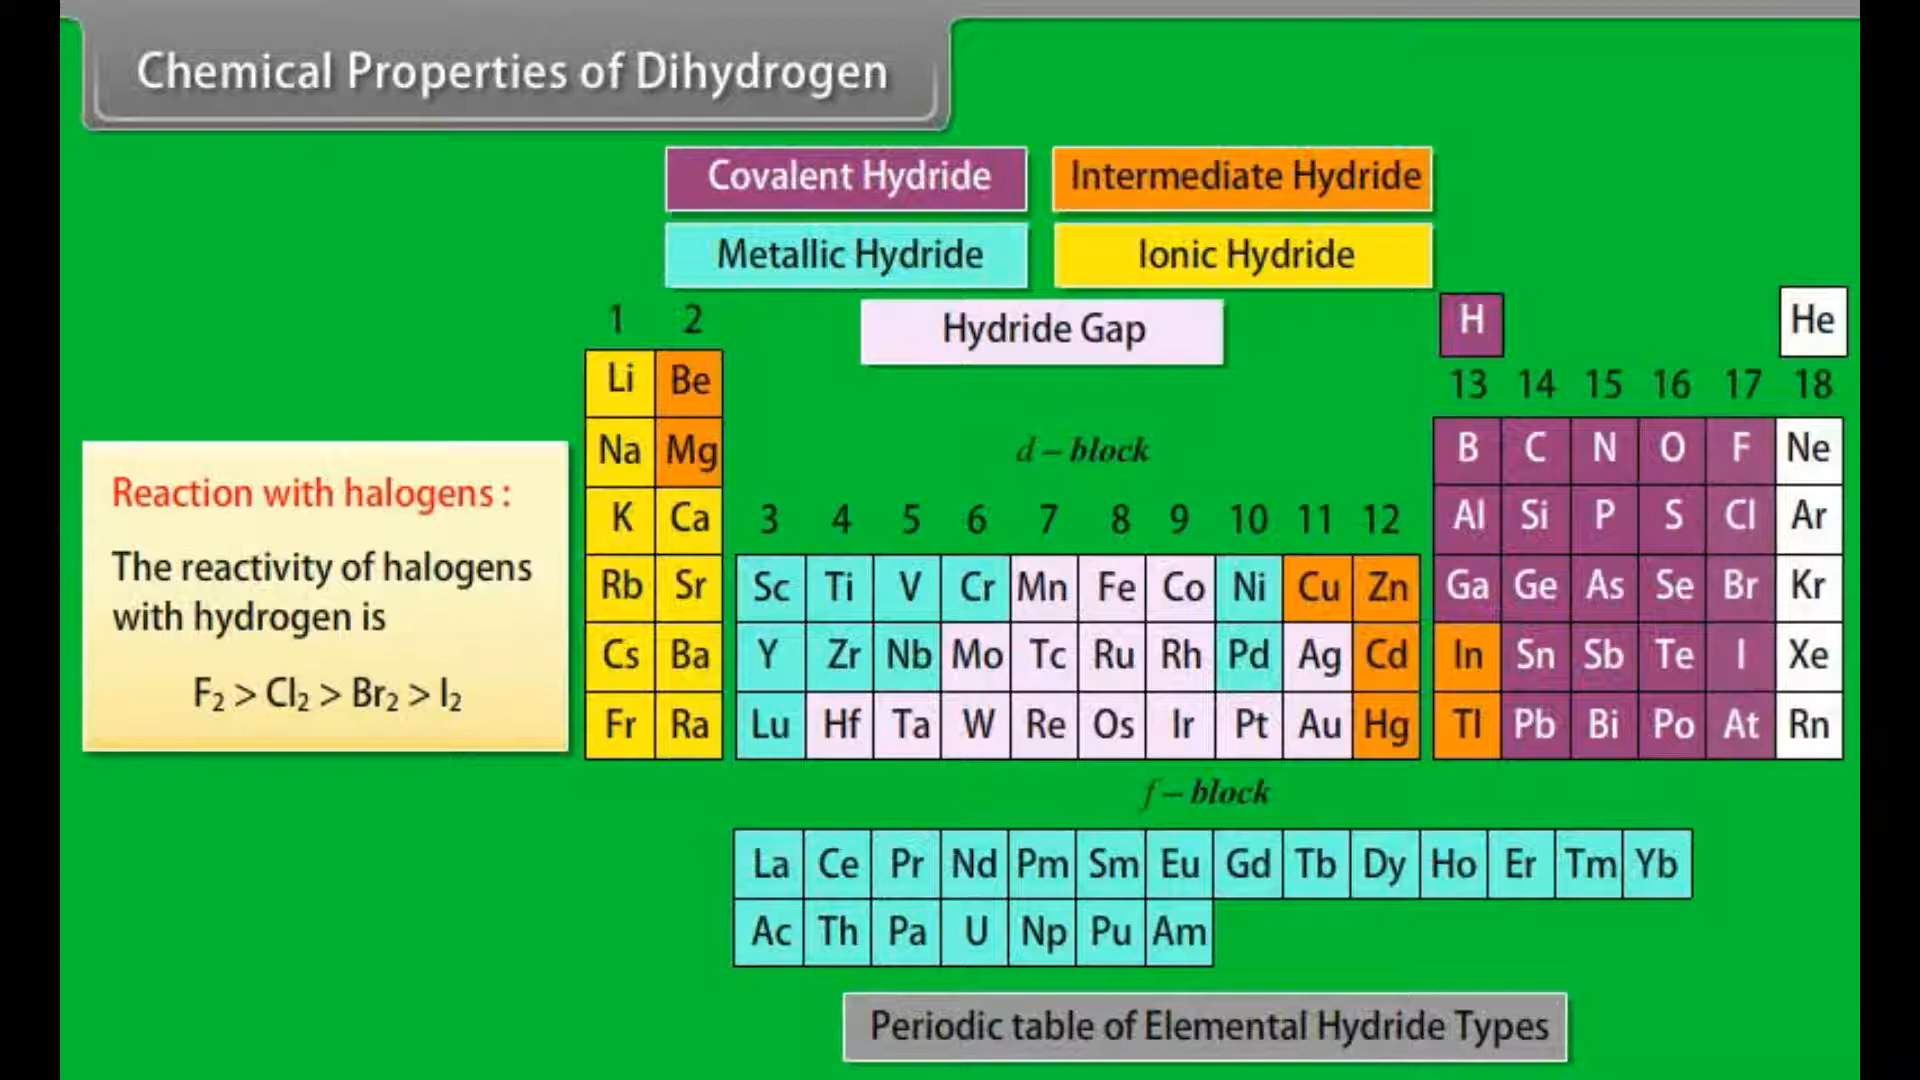 Chemical Properties of Dihydrogen
Covalent Hydride Intermediate Hydride
Metallic Hydride Ionic Hydride
Hydride Gap
1 2
H He
13 14 15 16 17 18
Li Be
Na Mg d – block B C N O F Ne
K Ca 3 4 5 6 7 8 9 10 11 12 Al Si P S Cl Ar
Rb Sr Sc Ti V Cr Mn Fe Co Ni Cu Zn Ga Ge As Se Br Kr
Cs Ba Y Zr Nb Mo Tc Ru Rh Pd Ag Cd In Sn Sb Te I Xe
Fr Ra Lu Hf Ta W Re Os Ir Pt Au Hg Tl Pb Bi Po At Rn
Reaction with halogens :
The reactivity of halogens
with hydrogen is
F₂ > Cl₂ > Br₂ > I₂
f – block
La Ce Pr Nd Pm Sm Eu Gd Tb Dy Ho Er Tm Yb
Ac Th Pa U Np Pu Am
Periodic table of Elemental Hydride Types